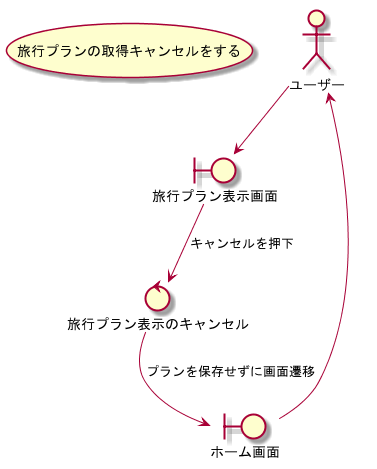 旅行プランの取得キャンセルをする
ユーザー
旅行プラン表示画面
キャンセルを押下
旅行プラン表示のキャンセル
プランを保存せずに画面遷移
ホーム画面